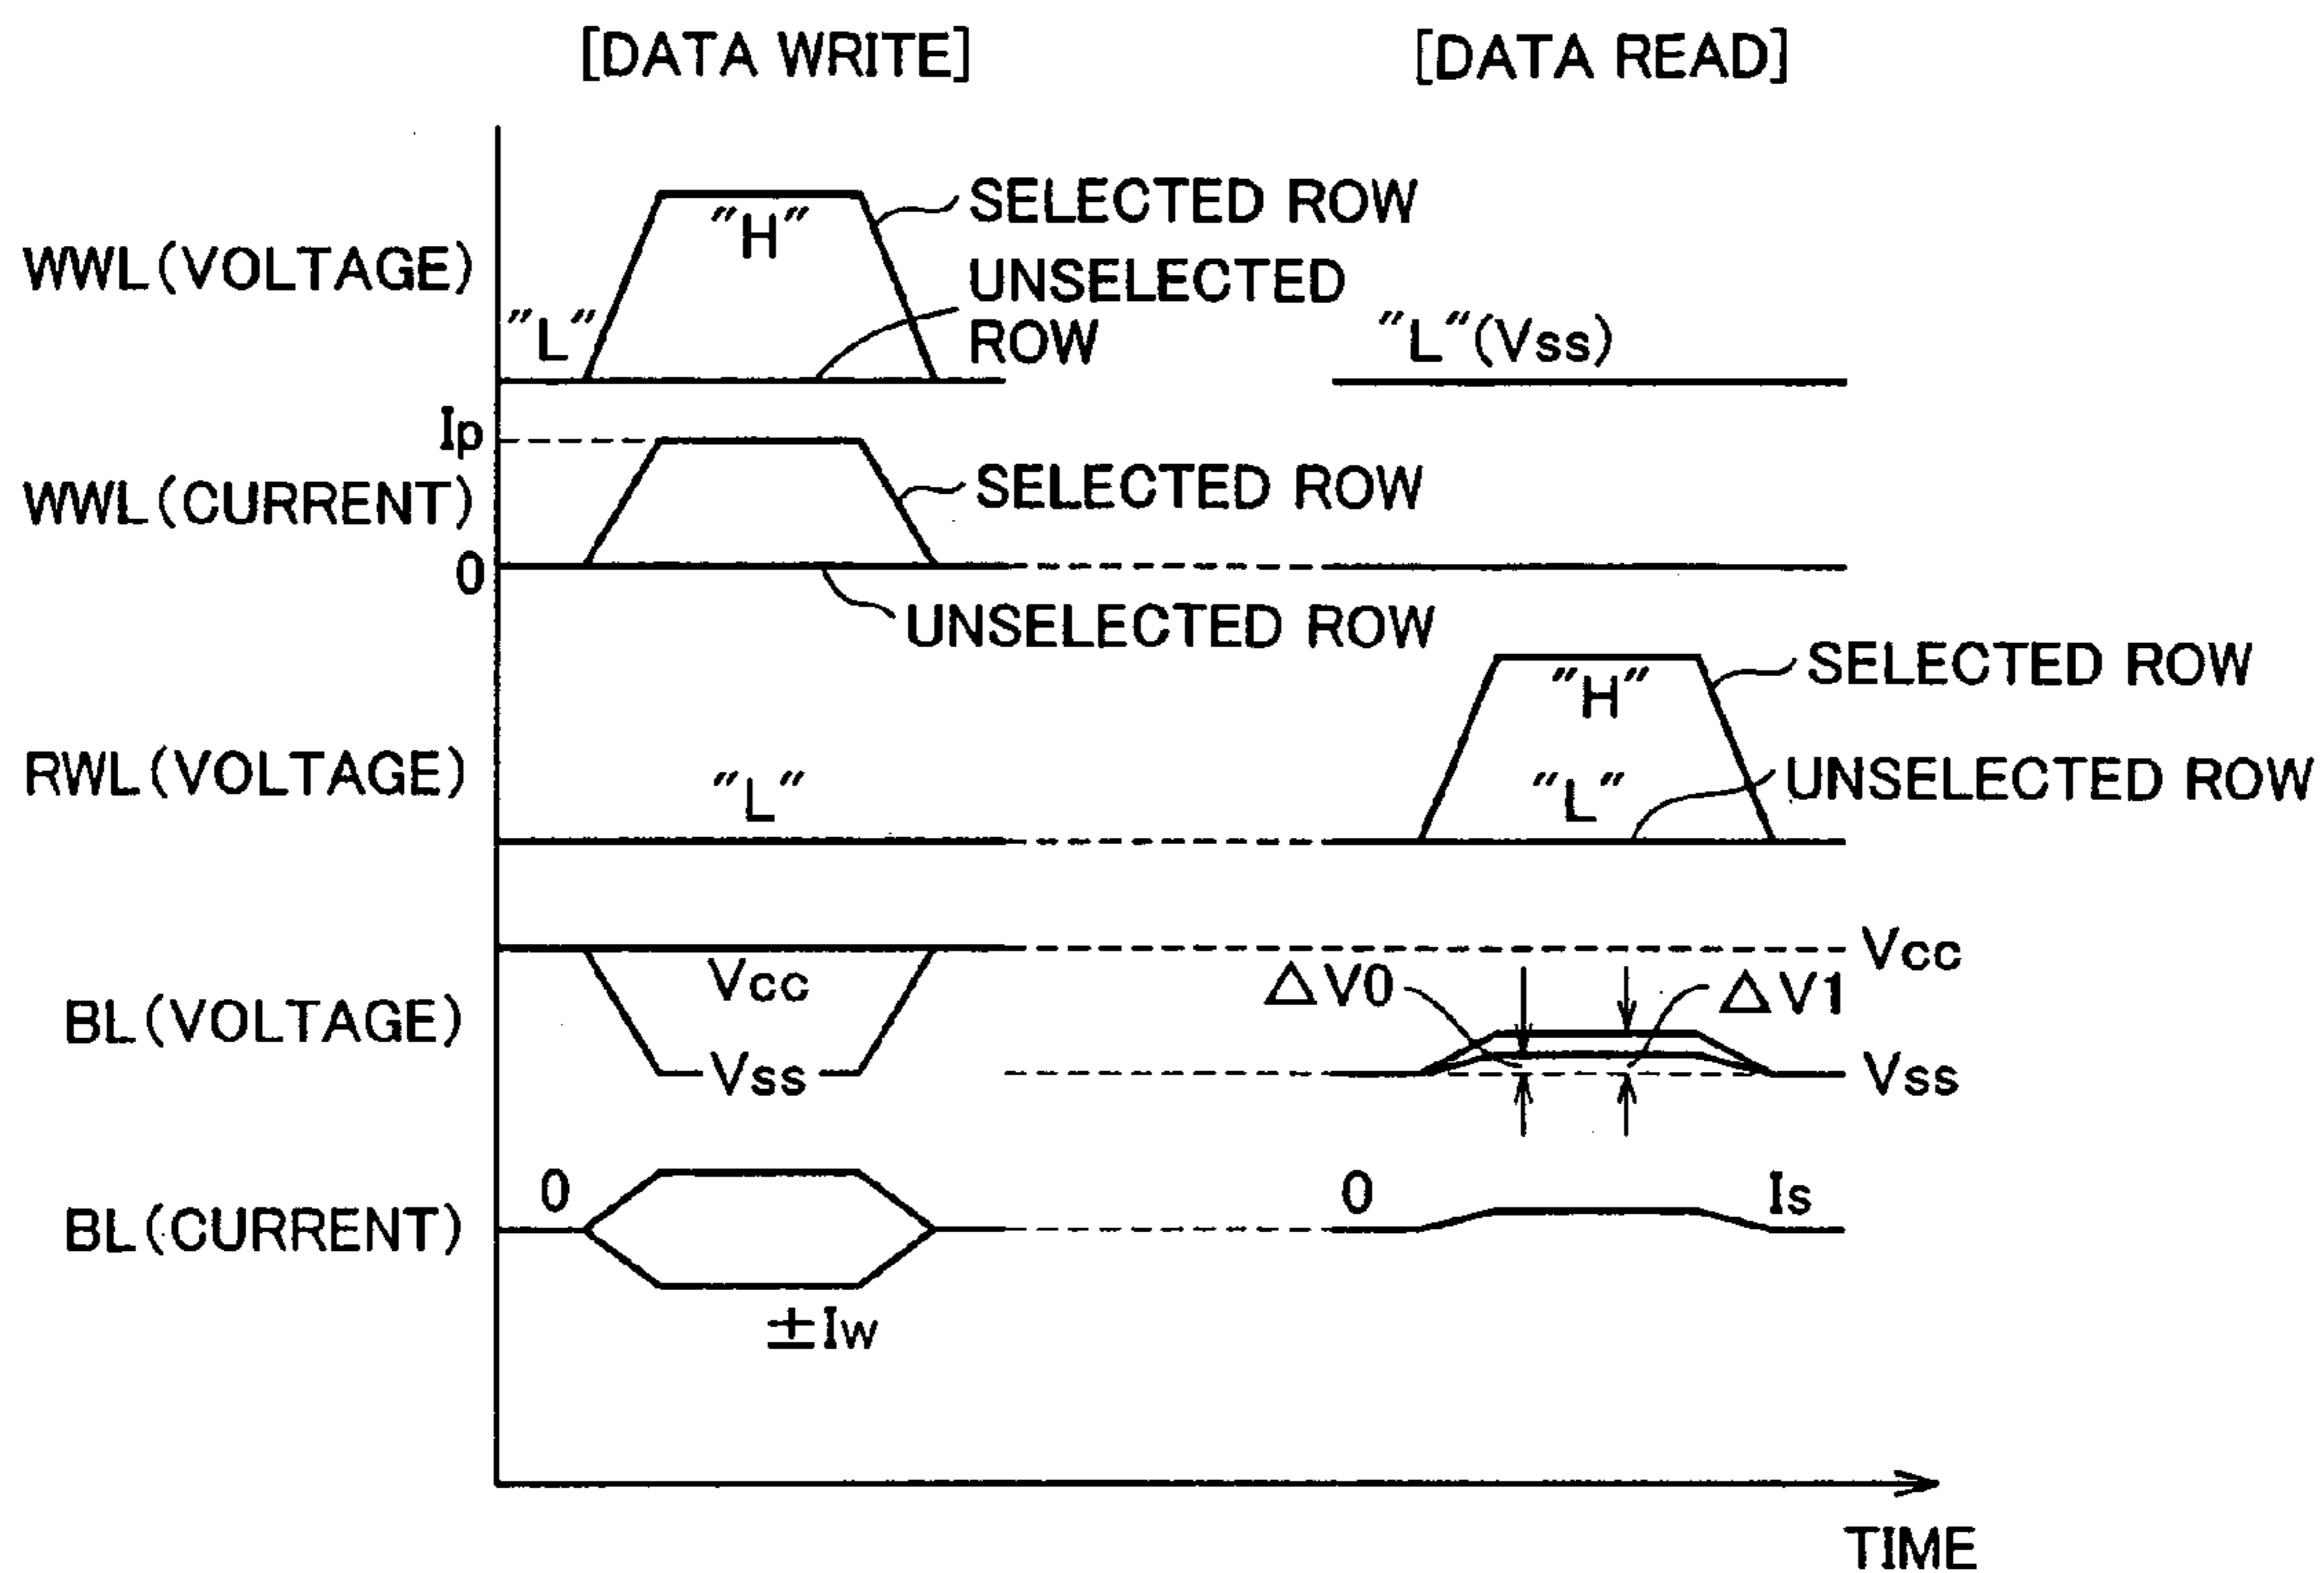 [DATA WRITE] [DATA READ]
WWL(VOLTAGE)
"L"
"H"
SELECTED ROW
UNSELECTED
ROW
"L"(Vss)
Ip
WWL(CURRENT)
0
SELECTED ROW
UNSELECTED ROW
RWL(VOLTAGE)
"L"
"H"
SELECTED ROW
"L"
UNSELECTED ROW
BL(VOLTAGE)
Vcc
Vss
△V0
△V1
Vcc
Vss
BL(CURRENT)
0
±Iw
0
Is
TIME